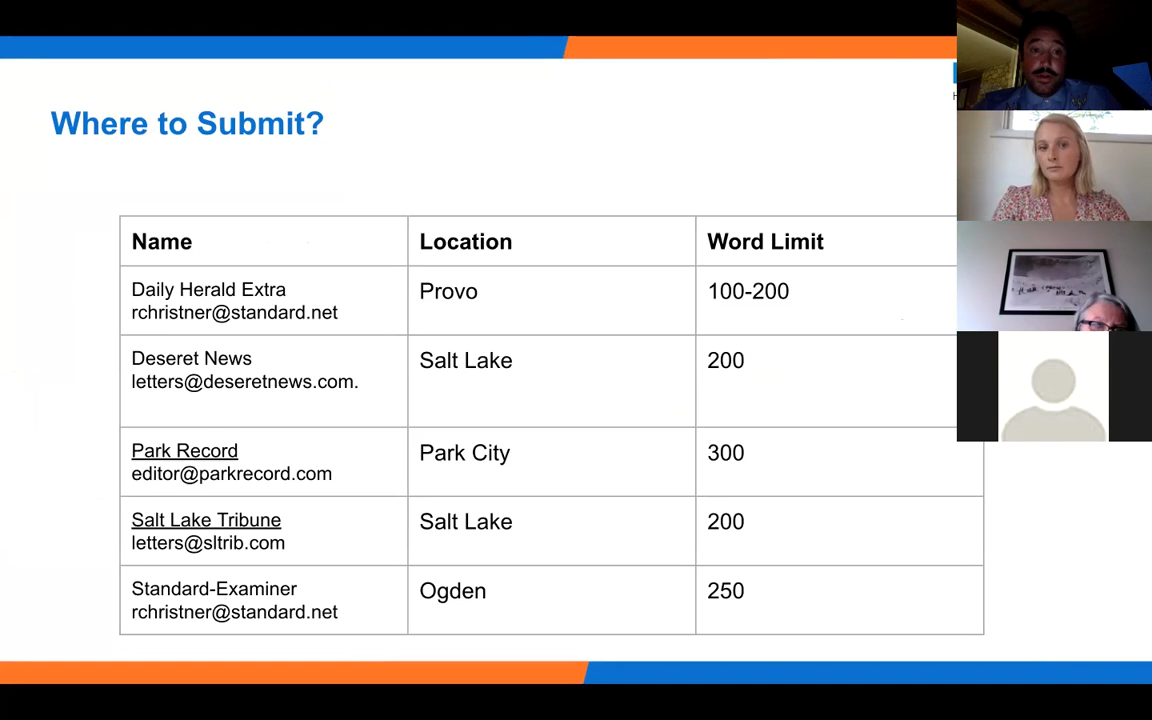 Where to Submit?
Name Location Word Limit
Daily Herald Extra
rchristner@standard.net
Provo
100-200
Deseret News
letters@deseretnews.com.
Salt Lake
200
Park Record
editor@parkrecord.com
Park City
300
Salt Lake Tribune
letters@sltrib.com
Salt Lake
200
Standard-Examiner
rchristner@standard.net
Ogden
250